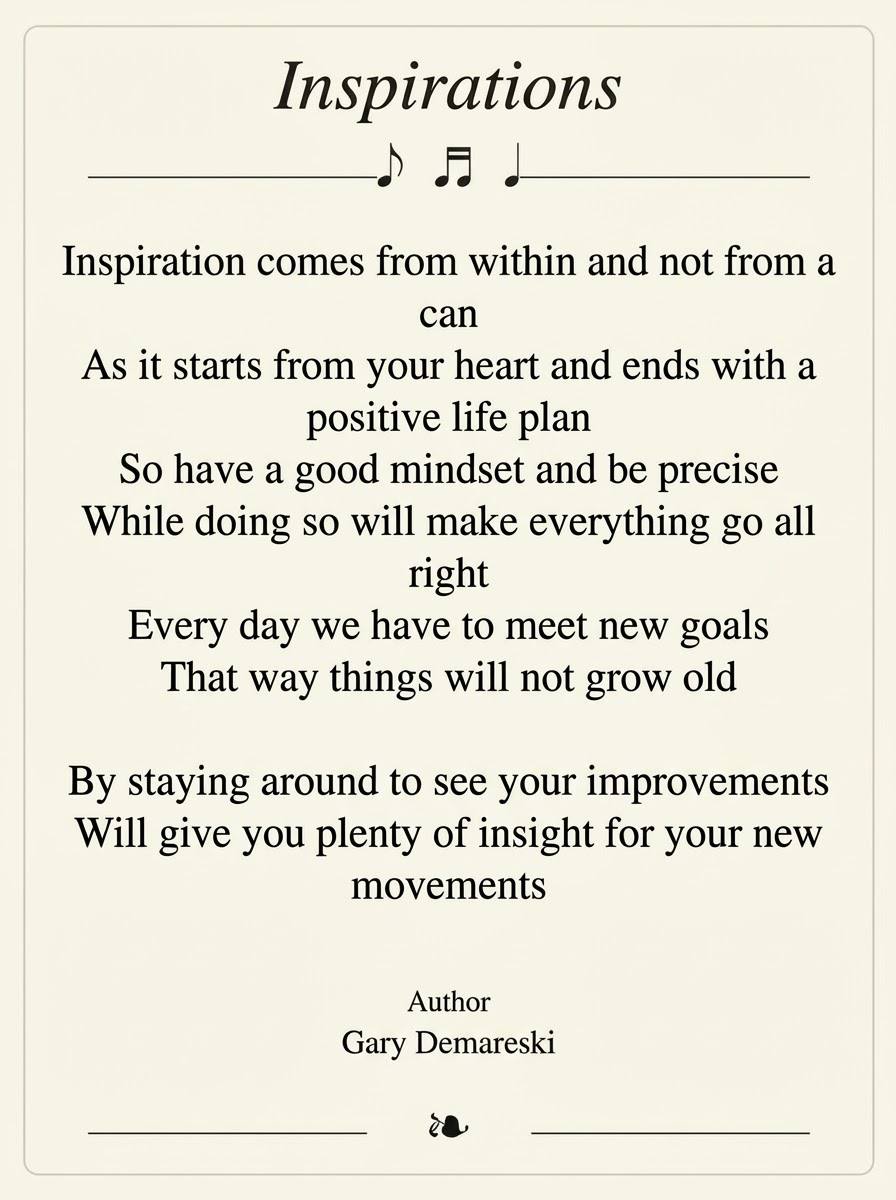 Inspirations
Inspiration comes from within and not from a
can
As it starts from your heart and ends with a
positive life plan
So have a good mindset and be precise
While doing so will make everything go all
right
Every day we have to meet new goals
That way things will not grow old
By staying around to see your improvements
Will give you plenty of insight for your new
movements
Author
Gary Demareski